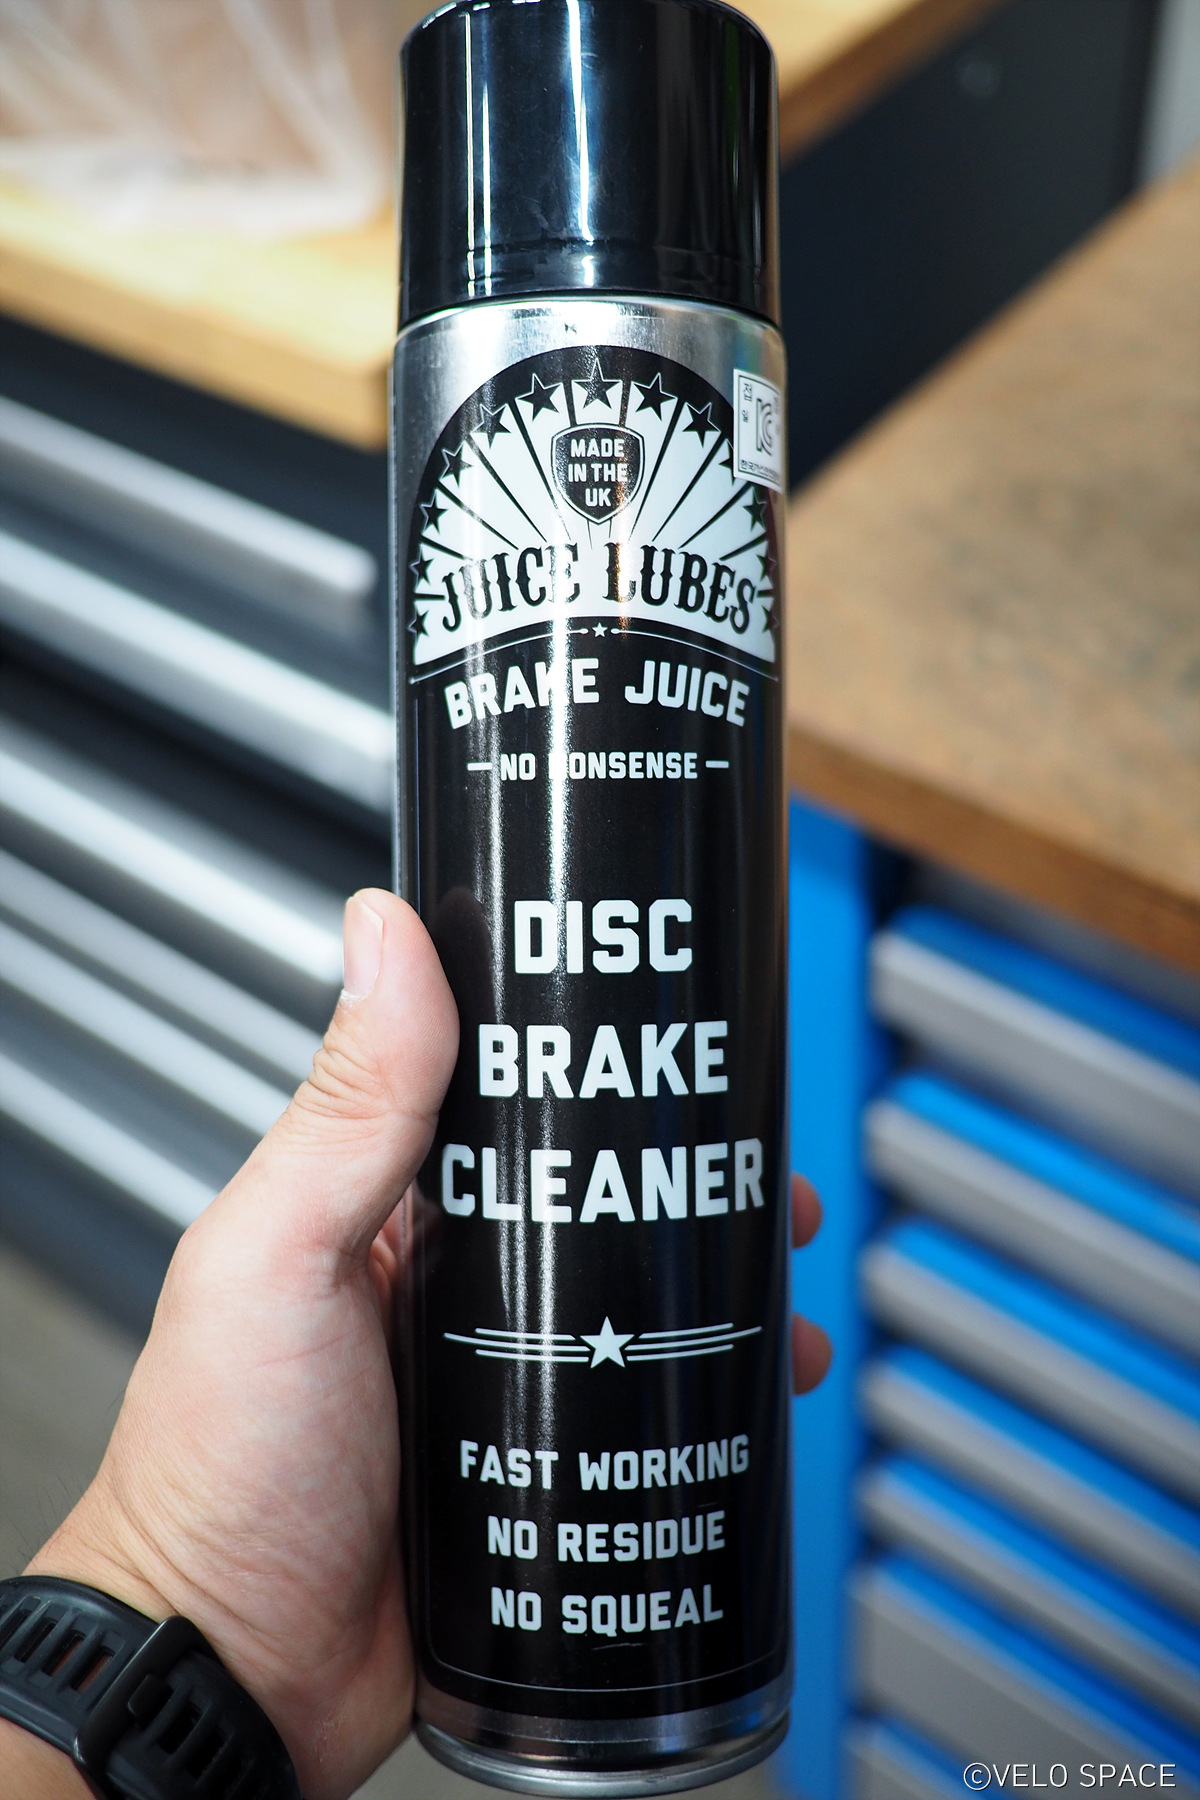 MADE
IN THE
UK
JUICE LUBES
BRAKE JUICE
NO NONSENSE
DISC
BRAKE
CLEANER
FAST WORKING
NO RESIDUE
NO SQUEAL
©VELO SPACE